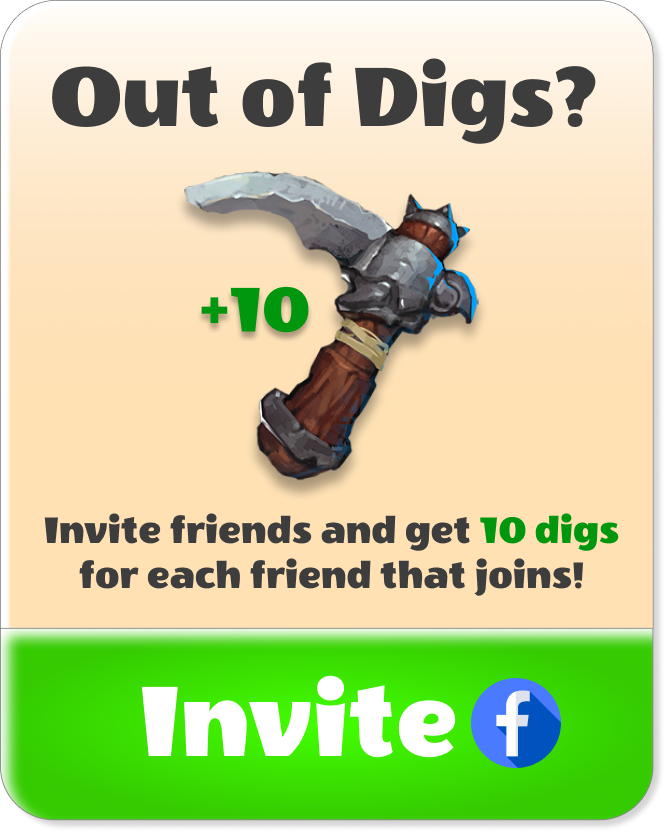 Out of Digs?
+10
Invite friends and get 10 digs
for each friend that joins!
Invite f